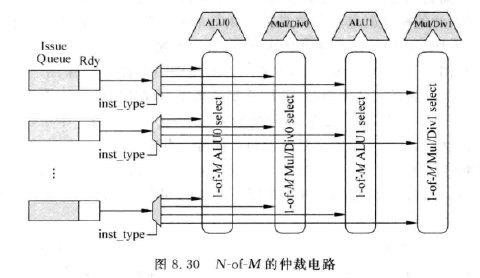 ALU0 Mul/Div0 ALU1 Mul/Div1
Issue
Queue Rdy
inst_type
inst_type
⋮
inst_type
1-of-M ALU0 select
1-of-M Mul/Div0 select
1-of-M ALU1 select
1-of-M Mul/Div1 select
图 8.30 N-of-M 的仲裁电路